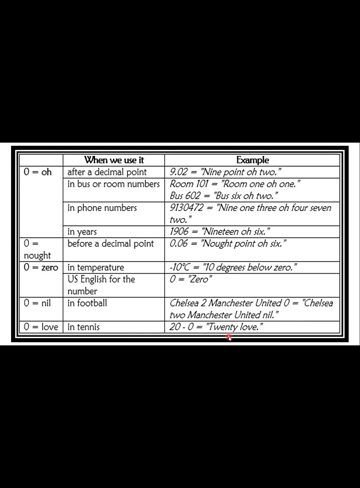 When we use it Example
0 = oh after a decimal point 9.02 = "Nine point oh two."
in bus or room numbers Room 101 = "Room one oh one."
Bus 602 = "Bus six oh two."
in phone numbers 9130472 = "Nine one three oh four seven
two."
in years 1906 = "Nineteen oh six."
0 = before a decimal point 0.06 = "Nought point oh six."
nought
0 = zero in temperature -10°C = "10 degrees below zero."
US English for the 0 = "Zero"
number
0 = nil in football Chelsea 2 Manchester United 0 = "Chelsea
two Manchester United nil."
0 = love in tennis 20 - 0 = "Twenty love."